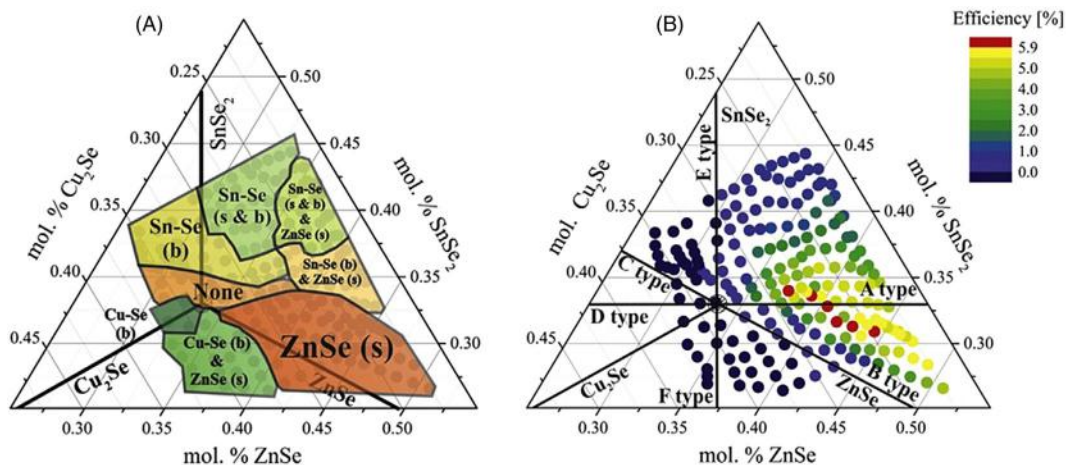 (A)
0.25
0.50
SnSe₂
0.30
0.45
mol. % Cu₂Se
mol. % SnSe₂
0.35
0.40
0.40
0.35
0.45
0.30
Sn-Se
(s & b)
Sn-Se
(s & b)
&
ZnSe (s)
Sn-Se
(b)
Sn-Se (b)
& ZnSe (s)
None
Cu-Se
(b)
Cu-Se (b)
&
ZnSe (s)
ZnSe (s)
Cu₂Se
ZnSe
0.30
0.35
0.40
0.45
0.50
mol. % ZnSe
(B)
0.25
0.50
SnSe₂
E type
0.30
0.45
mol. Cu₂Se
mol. % SnSe₂
0.35
0.40
0.40
0.35
C type
A type
D type
0.45
0.30
Cu₂Se
F type
B type
ZnSe
0.30
0.35
0.40
0.45
0.50
mol. % ZnSe
Efficiency [%]
5.9
5.0
4.0
3.0
2.0
1.0
0.0